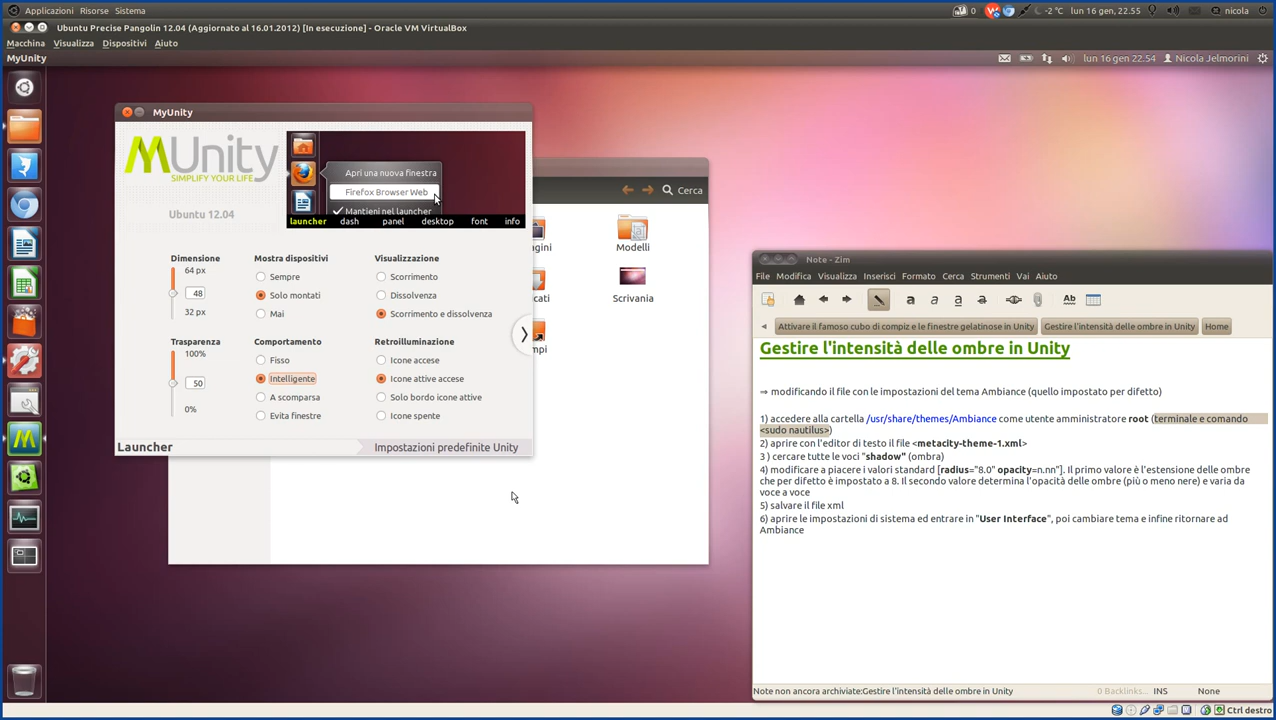 Applicazioni Risorse Sistema
0
-2 °C
lun 16 gen, 22.55
nicola
Ubuntu Precise Pangolin 12.04 (Aggiornato al 16.01.2012) [In esecuzione] - Oracle VM VirtualBox
Macchina Visualizza Dispositivi Aiuto
MyUnity
lun 16 gen 22.54
Nicola Jelmorini
MyUnity
MUnity
SIMPLIFY YOUR LIFE
Ubuntu 12.04
Apri una nuova finestra
Firefox Browser Web
Mantieni nel launcher
launcher dash panel desktop font info
Dimensione
64 px
48
32 px
Mostra dispositivi
Sempre
Solo montati
Mai
Visualizzazione
Scorrimento
Dissolvenza
Scorrimento e dissolvenza
Trasparenza
100%
50
0%
Comportamento
Fisso
Intelligente
A scomparsa
Evita finestre
Retroilluminazione
Icone accese
Icone attive accese
Solo bordo icone attive
Icone spente
Launcher
Impostazioni predefinite Unity
Cerca
gini
Modelli
cati
Scrivania
mpi
Note - Zim
File Modifica Visualizza Inserisci Formato Cerca Strumenti Vai Aiuto
a a a a
Ab
Attivare il famoso cubo di compiz e le finestre gelatinose in Unity
Gestire l'intensità delle ombre in Unity
Home
Gestire l'intensità delle ombre in Unity
⇒ modificando il file con le impostazioni del tema Ambiance (quello impostato per difetto)
1) accedere alla cartella /usr/share/themes/Ambiance come utente amministratore root (terminale e comando
<sudo nautilus>)
2) aprire con l'editor di testo il file <metacity-theme-1.xml>
3 ) cercare tutte le voci "shadow" (ombra)
4) modificare a piacere i valori standard [radius="8.0" opacity=n.nn"]. Il primo valore è l'estensione delle ombre
che per difetto è impostato a 8. Il secondo valore determina l'opacità delle ombre (più o meno nere) e varia da
voce a voce
5) salvare il file xml
6) aprire le impostazioni di sistema ed entrare in "User Interface", poi cambiare tema e infine ritornare ad
Ambiance
Note non ancora archiviate:Gestire l'intensità delle ombre in Unity
0 Backlinks...
INS
None
Ctrl destro